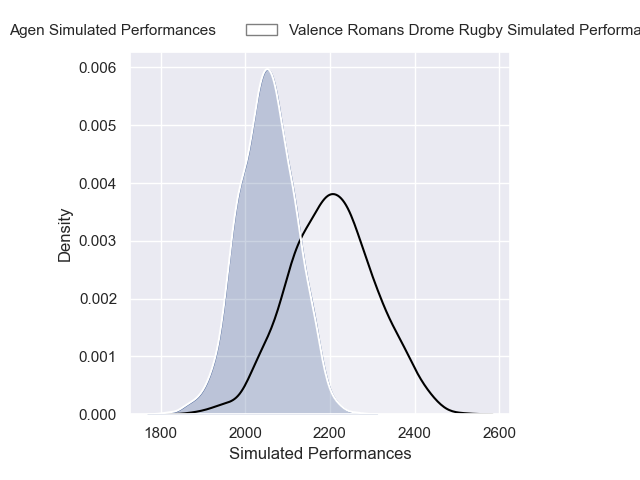 Agen Simulated Performances
Valence Romans Drome Rugby Simulated Performa
0.006
0.005
0.004
0.003
0.002
0.001
0.000
Density
1800 2000 2200 2400 2600
Simulated Performances